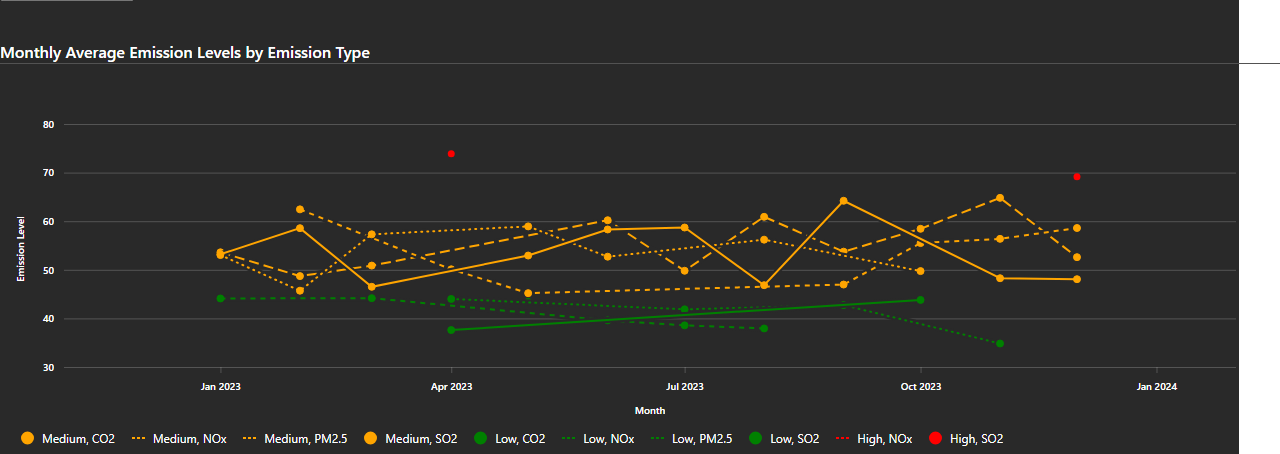 Monthly Average Emission Levels by Emission Type
80
70
60
50
40
30
Emission Level
Jan 2023 Apr 2023 Jul 2023 Oct 2023 Jan 2024
Month
Medium, CO2 Medium, NOx Medium, PM2.5 Medium, SO2 Low, CO2 Low, NOx Low, PM2.5 Low, SO2 High, NOx High, SO2